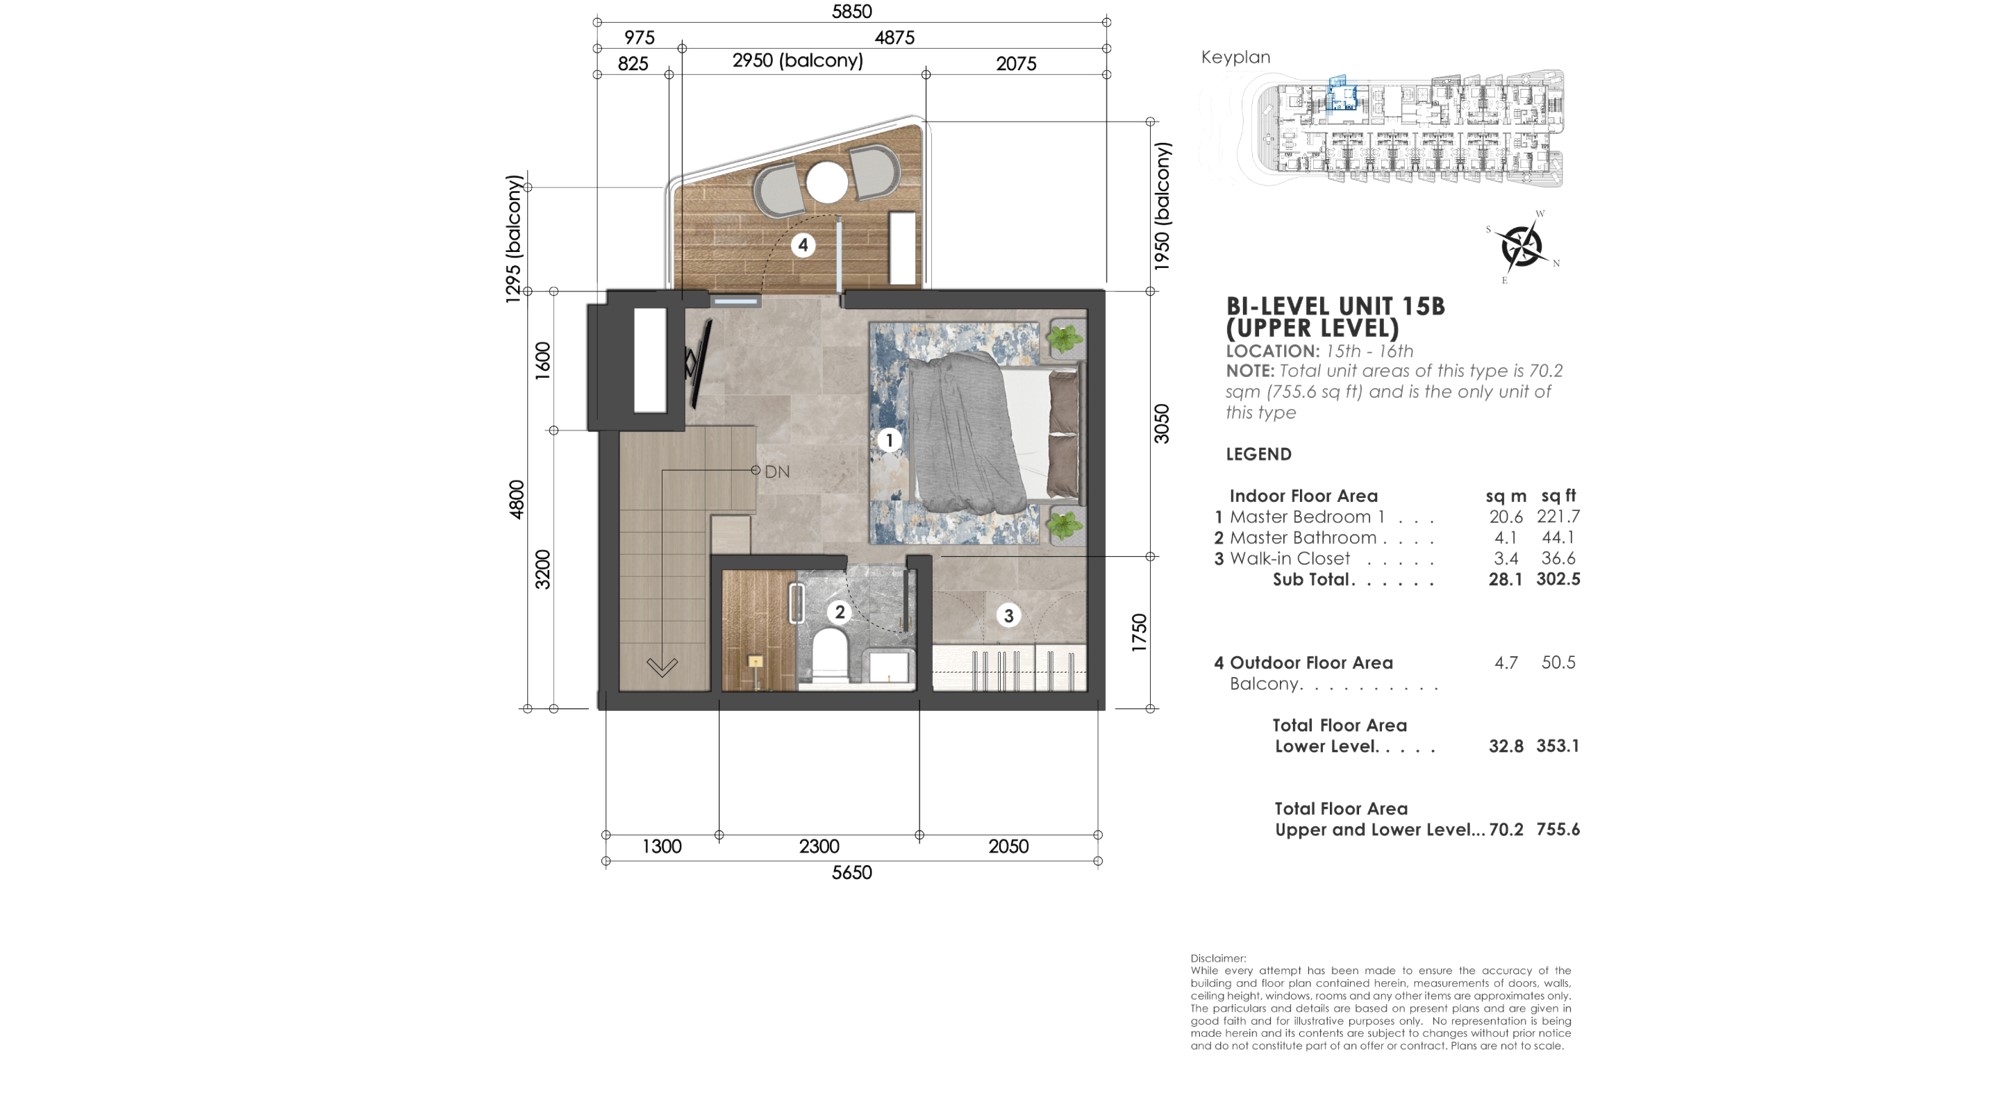 5850
975
4875
825
2950 (balcony)
2075
1295 (balcony)
1950 (balcony)
4
1600
3050
1
DN
4800
3200
2
3
1750
1300
2300
2050
5650
Keyplan
W
S
N
E
BI-LEVEL UNIT 15B
(UPPER LEVEL)
LOCATION: 15th - 16th
NOTE: Total unit areas of this type is 70.2
sqm (755.6 sq ft) and is the only unit of
this type
LEGEND
Indoor Floor Area sq m sq ft
1 Master Bedroom 1 . . . 20.6 221.7
2 Master Bathroom . . . . 4.1 44.1
3 Walk-in Closet . . . . . 3.4 36.6
Sub Total. . . . . . 28.1 302.5
4 Outdoor Floor Area 4.7 50.5
Balcony. . . . . . . . . .
Total Floor Area
Lower Level. . . . . 32.8 353.1
Total Floor Area
Upper and Lower Level... 70.2 755.6
Disclaimer:
While every attempt has been made to ensure the accuracy of the
building and floor plan contained herein, measurements of doors, walls,
ceiling height, windows, rooms and any other items are approximates only.
The particulars and details are based on present plans and are given in
good faith and for illustrative purposes only. No representation is being
made herein and its contents are subject to changes without prior notice
and do not constitute part of an offer or contract. Plans are not to scale.